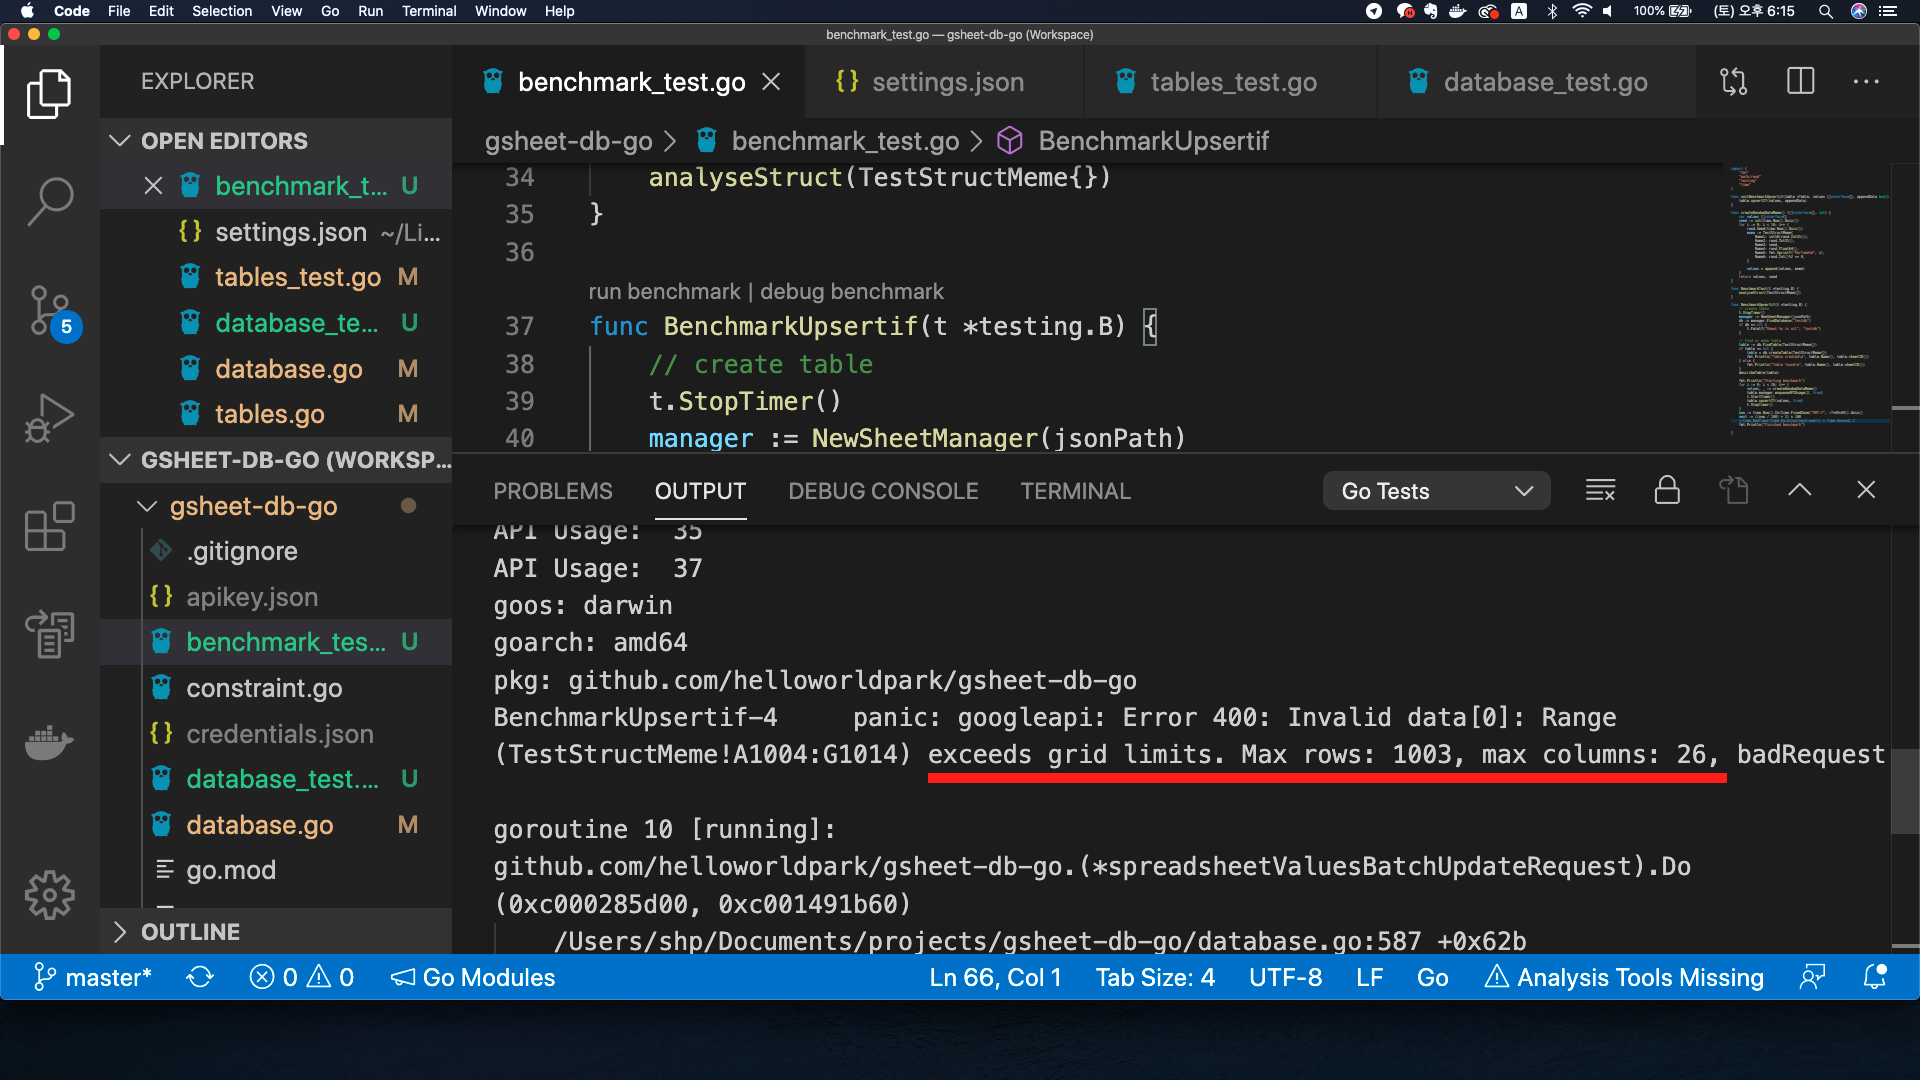 Code File Edit Selection View Go Run Terminal Window Help
A 100% (토) 오후 6:15
benchmark_test.go — gsheet-db-go (Workspace)
EXPLORER
benchmark_test.go
{} settings.json
tables_test.go
database_test.go
OPEN EDITORS
benchmark_t... U
{} settings.json ~/Li...
tables_test.go M
database_te... U
database.go M
tables.go M
GSHEET-DB-GO (WORKSP...
gsheet-db-go
.gitignore
{} apikey.json
benchmark_tes... U
constraint.go
{} credentials.json
database_test.... U
database.go M
go.mod
OUTLINE
5
gsheet-db-go > benchmark_test.go > BenchmarkUpsertif
34 analyseStruct(TestStructMeme{})
35 }
36
run benchmark | debug benchmark
37 func BenchmarkUpsertif(t *testing.B) {
38 // create table
39 t.StopTimer()
40 manager := NewSheetManager(jsonPath)
PROBLEMS OUTPUT DEBUG CONSOLE TERMINAL Go Tests
API Usage: 35
API Usage: 37
goos: darwin
goarch: amd64
pkg: github.com/helloworldpark/gsheet-db-go
BenchmarkUpsertif-4 panic: googleapi: Error 400: Invalid data[0]: Range
(TestStructMeme!A1004:G1014) exceeds grid limits. Max rows: 1003, max columns: 26, badRequest
goroutine 10 [running]:
github.com/helloworldpark/gsheet-db-go.(*spreadsheetValuesBatchUpdateRequest).Do
(0xc000285d00, 0xc001491b60)
/Users/shp/Documents/projects/gsheet-db-go/database.go:587 +0x62b
master* 0 0 Go Modules Ln 66, Col 1 Tab Size: 4 UTF-8 LF Go Analysis Tools Missing